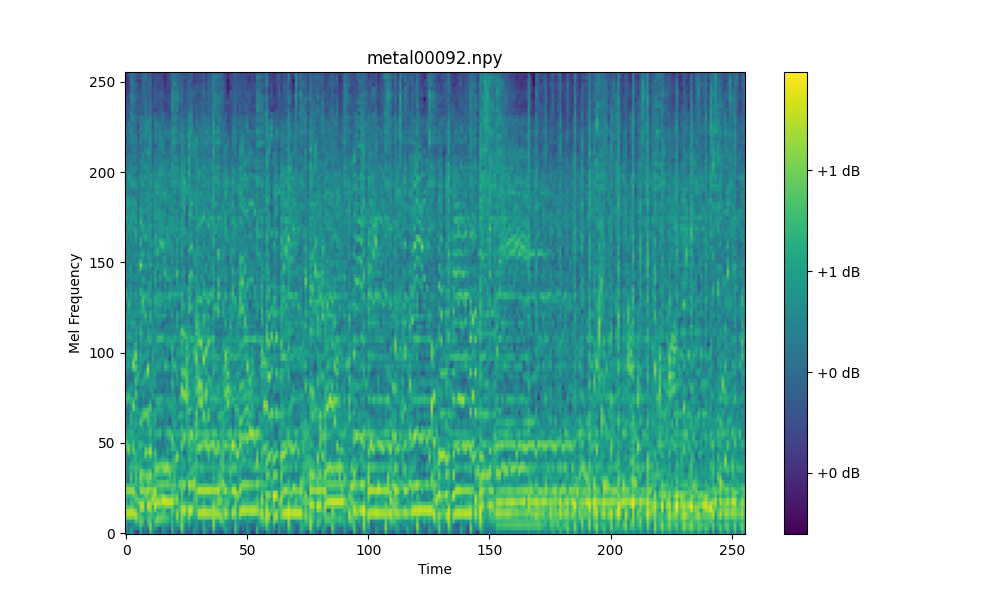 metal00092.npy
Mel Frequency
250
200
150
100
50
0
0 50 100 150 200 250
Time
+1 dB
+1 dB
+0 dB
+0 dB